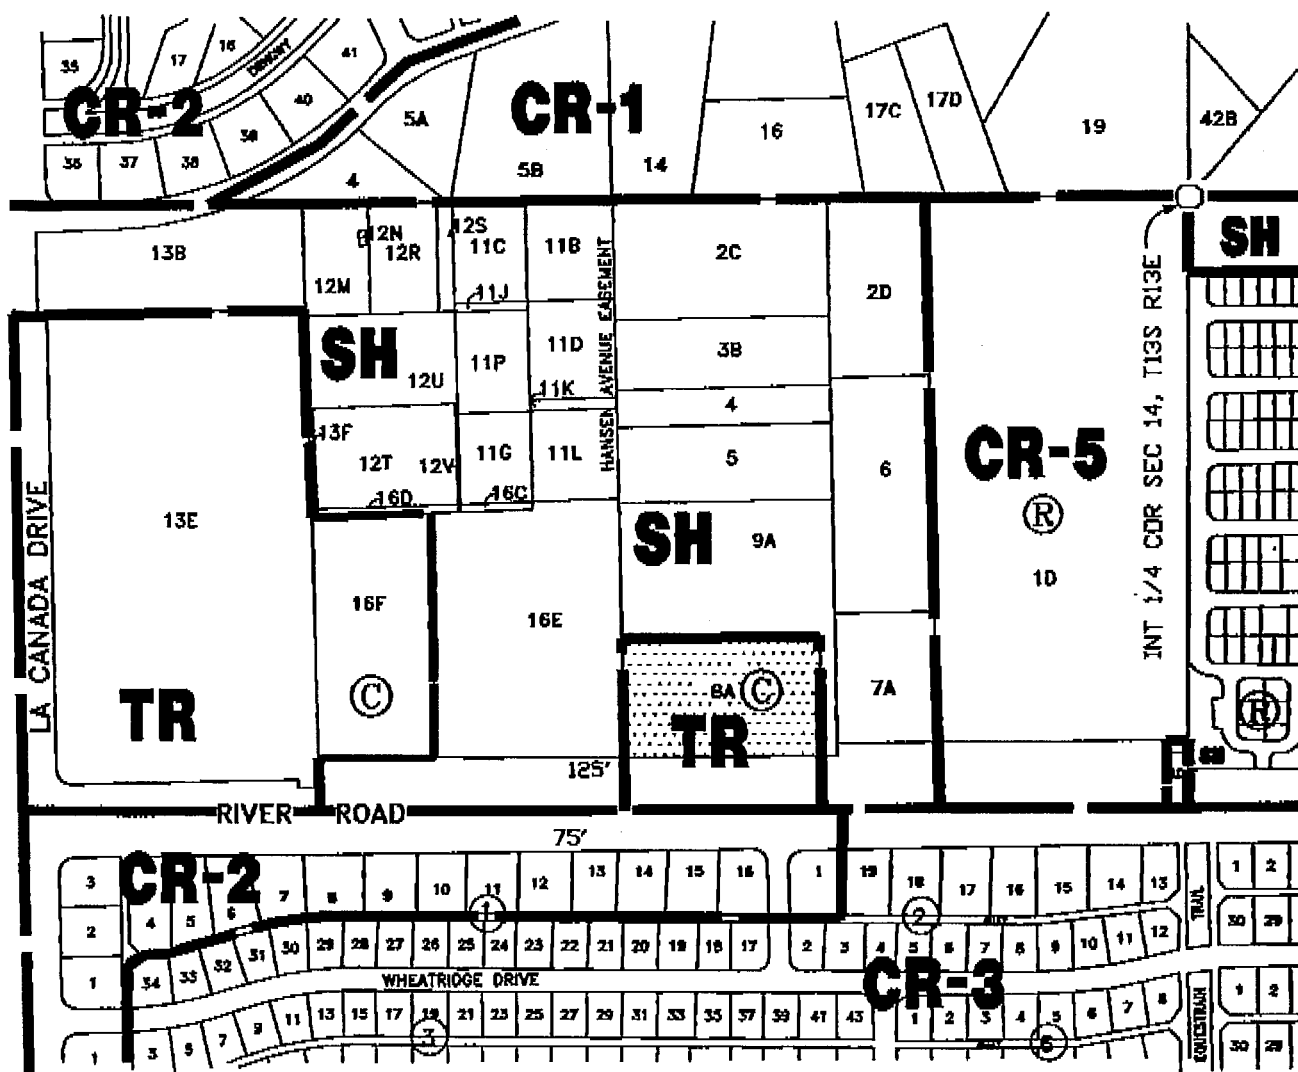 35
17
16
41
CR-2
40
39
36
37
38
5A
CR-1
5B
4
14
16
17C
17D
19
42B
13B
12N
12R
12S
12M
11C
11B
11J
2C
2D
SH
SH
12U
11P
11D
11K
3B
4
5
6
HANSEN AVENUE EASEMENT
13F
12T
12V
11G
11L
16D
16C
INT 1/4 COR SEC 14, T13S R13E
CR-5
R
1D
LA CANADA DRIVE
13E
16F
C
16E
SH
9A
8A
C
TR
TR
7A
R
SH
125'
RIVER ROAD
75'
CR-2
3
2
1
4
5
6
7
8
9
10
11
12
13
14
15
16
1
19
18
17
16
15
14
13
1
2
1
2
34
33
32
31
30
29
28
27
26
25
24
23
22
21
20
19
18
17
2
3
4
5
6
7
8
9
10
11
12
TRAIL
30
29
WHEATRIDGE DRIVE
CR-3
1
3
5
7
9
11
13
15
17
19
21
23
25
27
29
31
33
35
37
39
41
43
3
1
2
3
4
5
6
7
8
EQUESTRAIN
1
2
30
29